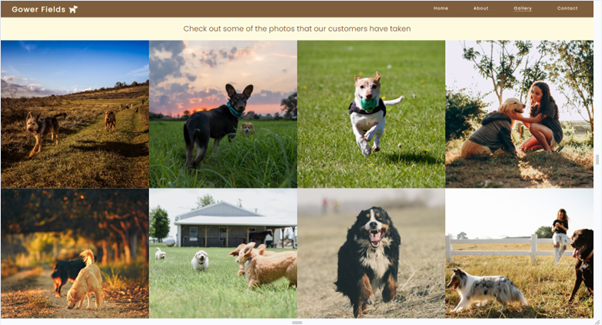 Gower Fields
Home About Gallery Contact
Check out some of the photos that our customers have taken